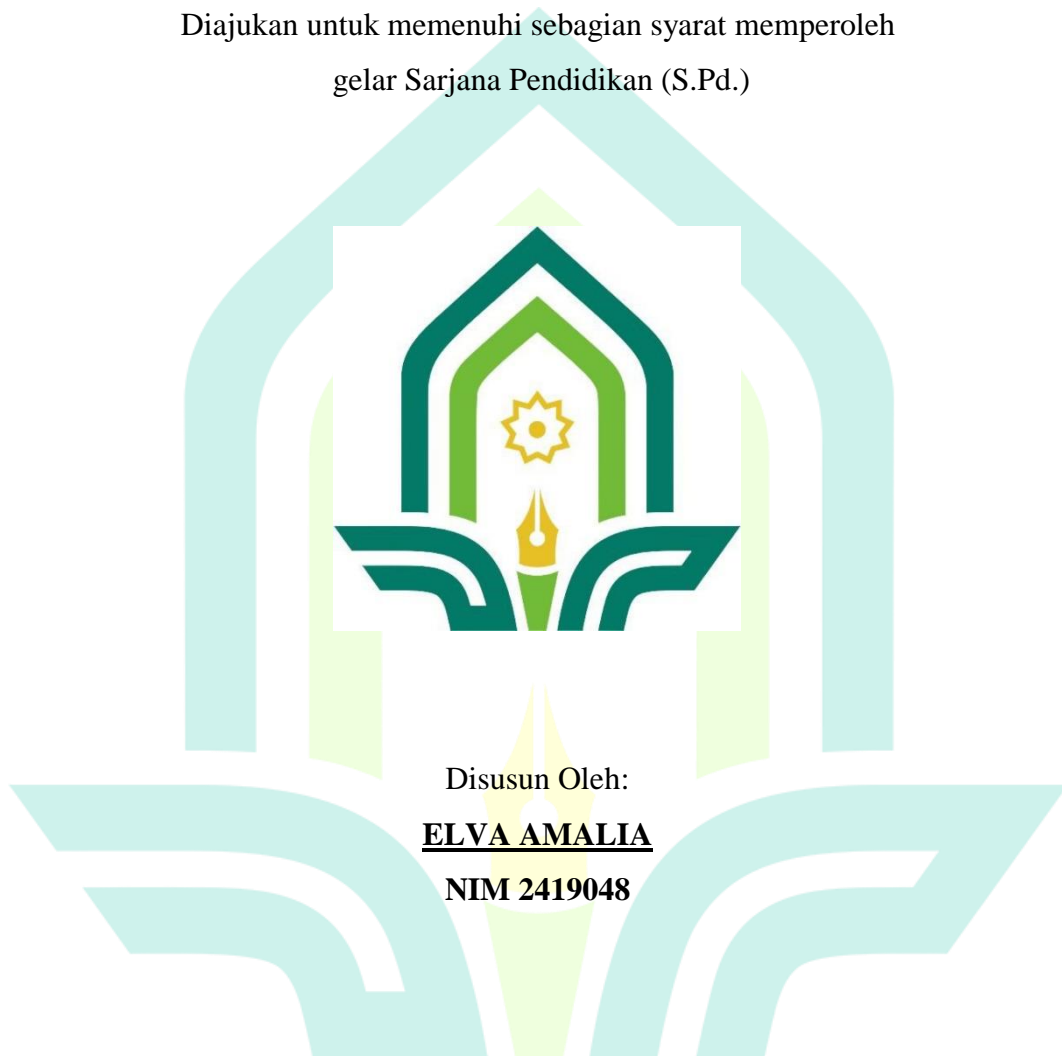 Diajukan untuk memenuhi sebagian syarat memperoleh
gelar Sarjana Pendidikan (S.Pd.)
Disusun Oleh:
ELVA AMALIA
NIM 2419048